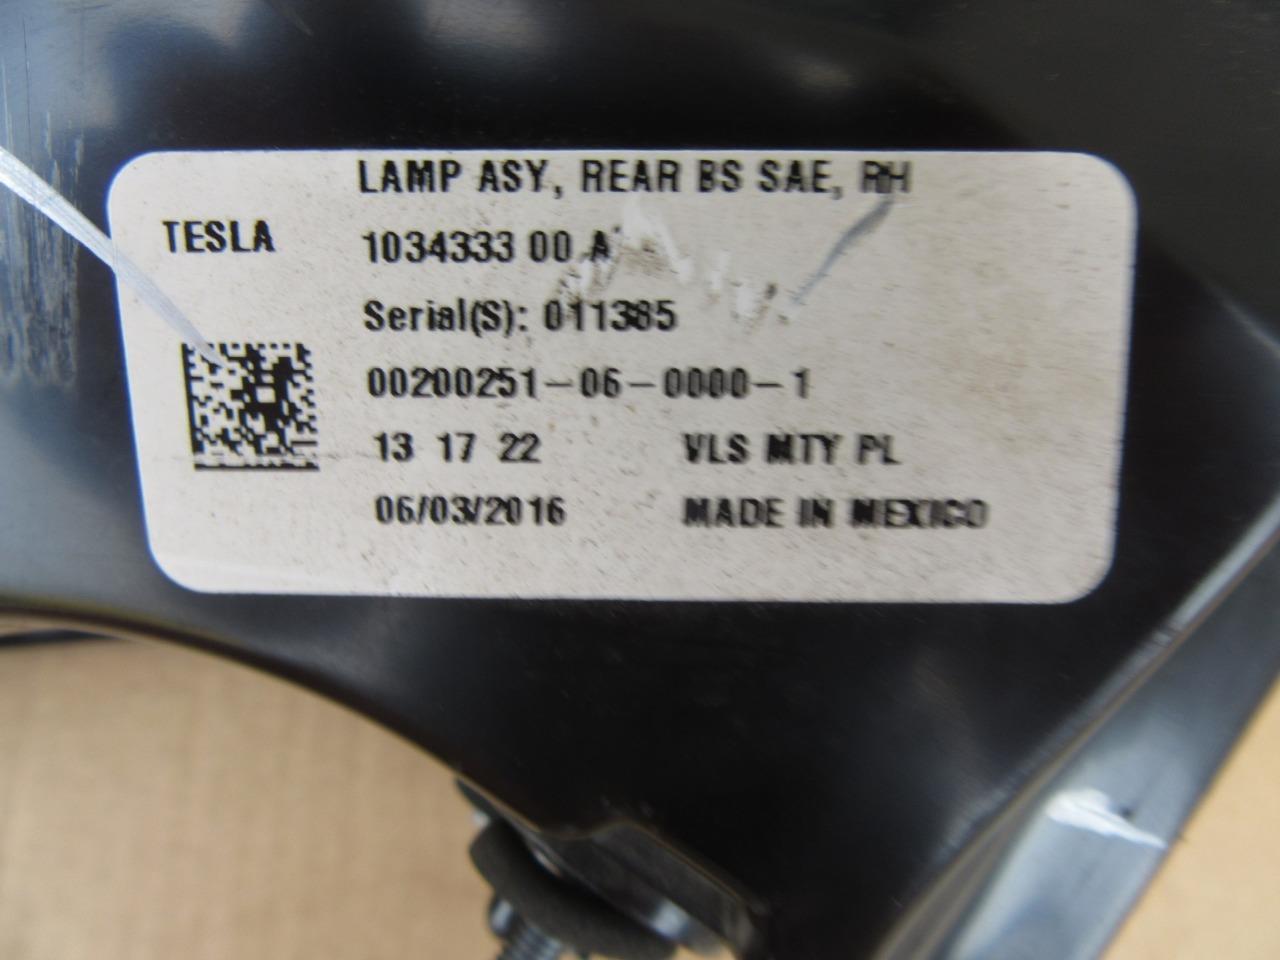 LAMP ASY, REAR BS SAE, RH
TESLA 1034333 00 A
Serial(S): 011385
00200251-06-0000-1
13 17 22 VLS MTY PL
06/03/2016 MADE IN MEXICO